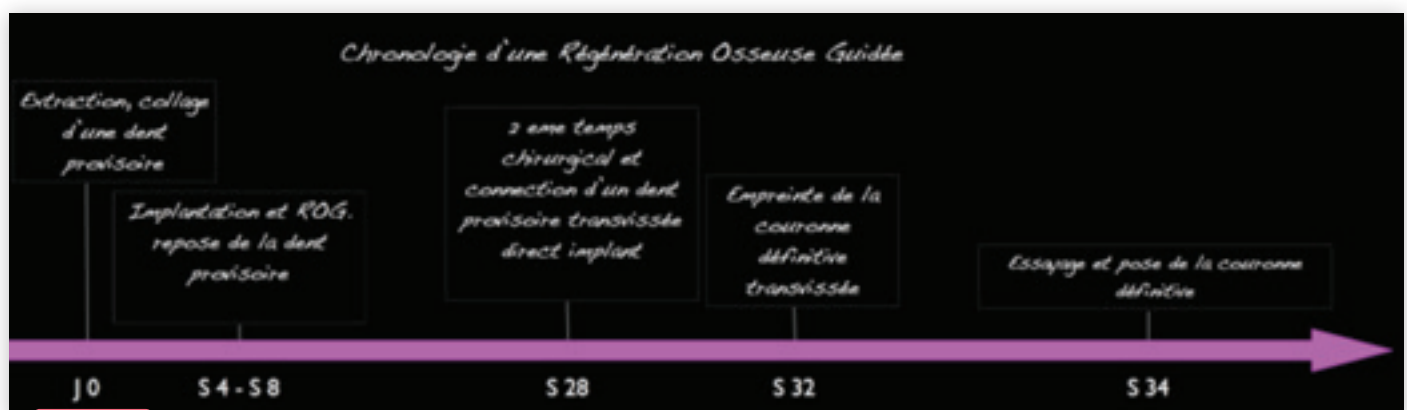 Chronologie d'une Régénération Osseuse Guidée
Extraction, collage
d'une dent
provisoire
Implantation et ROG.
repose de la dent
provisoire
2 eme temps
chirurgical et
connection d'un dent
provisoire transvissée
direct implant
Empreinte de la
couronne
définitive
transvissée
Essayage et pose de la couronne
définitive
J 0
S 4 - S 8
S 28
S 32
S 34